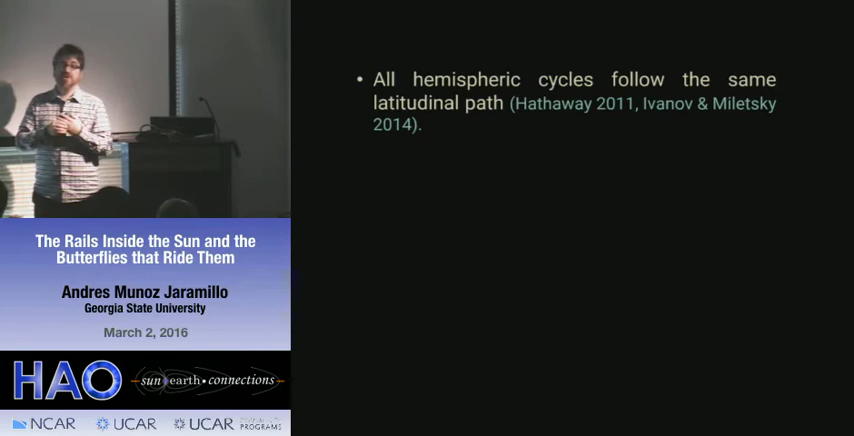 • All hemispheric cycles follow the same
latitudinal path (Hathaway 2011, Ivanov & Miletsky
2014).
The Rails Inside the Sun and the
Butterflies that Ride Them
Andres Munoz Jaramillo
Georgia State University
March 2, 2016
HAO
sun earth • connections
NCAR
UCAR
UCAR
PROGRAMS